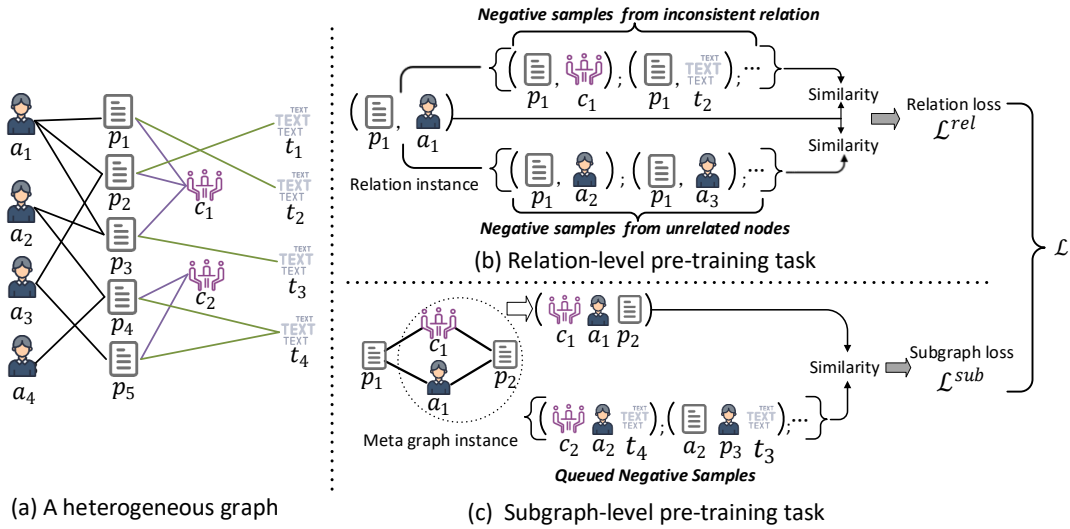 a₁
a₂
a₃
a₄
p₁
p₂
p₃
p₄
p₅
c₁
c₂
TEXT
TEXT
TEXT
t₁
TEXT
TEXT
TEXT
t₂
TEXT
TEXT
TEXT
t₃
TEXT
TEXT
TEXT
t₄
(a) A heterogeneous graph
Negative samples from inconsistent relation
{( , ); ( , TEXT TEXT TEXT ); ···}
p₁ c₁ p₁ t₂
( , )
p₁ a₁
Relation instance
Similarity
Similarity
Relation loss
ℒ^{rel}
{( , ); ( , ); ···}
p₁ a₂ p₁ a₃
Negative samples from unrelated nodes
(b) Relation-level pre-training task
ℒ
p₁
c₁
a₁
p₂
Meta graph instance
( )
c₁ a₁ p₂
Similarity
Subgraph loss
ℒ^{sub}
{( TEXT TEXT TEXT ); ( TEXT TEXT TEXT ); ···}
c₂ a₂ t₄ a₂ p₃ t₃
Queued Negative Samples
(c) Subgraph-level pre-training task